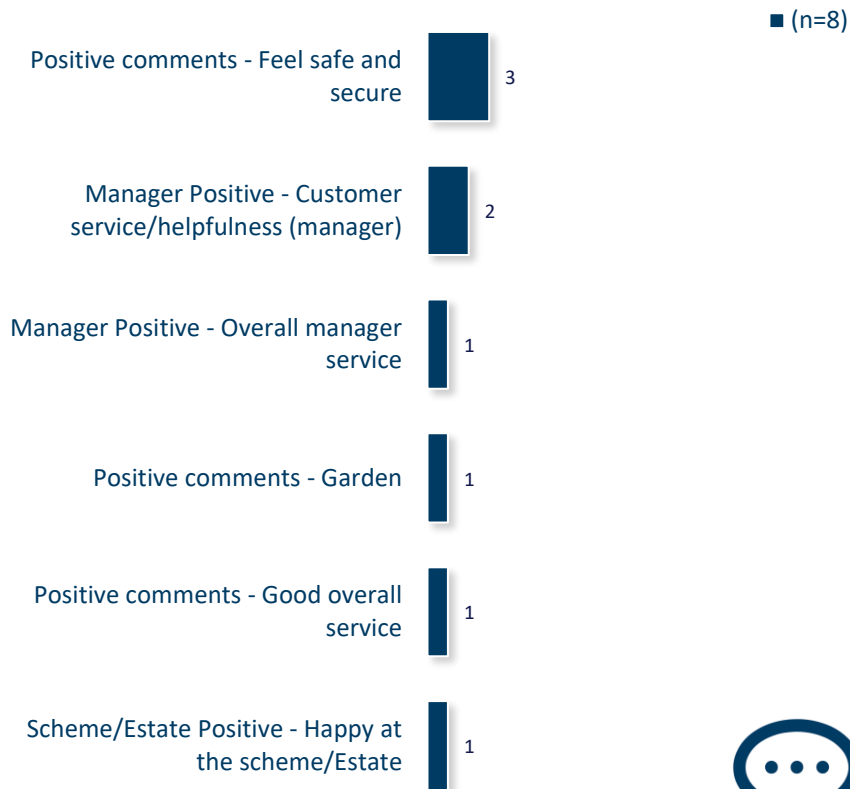 (n=8)
Positive comments - Feel safe and
secure
3
Manager Positive - Customer
service/helpfulness (manager)
2
Manager Positive - Overall manager
service
1
Positive comments - Garden
1
Positive comments - Good overall
service
1
Scheme/Estate Positive - Happy at
the scheme/Estate
1